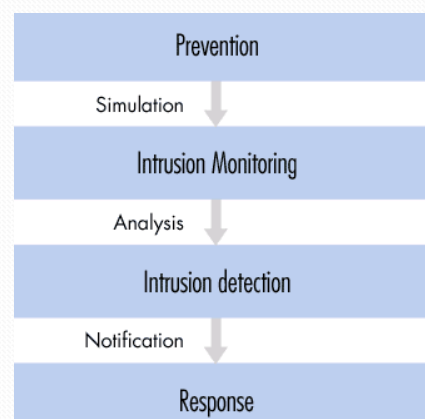 Prevention
Simulation
Intrusion Monitoring
Analysis
Intrusion detection
Notification
Response